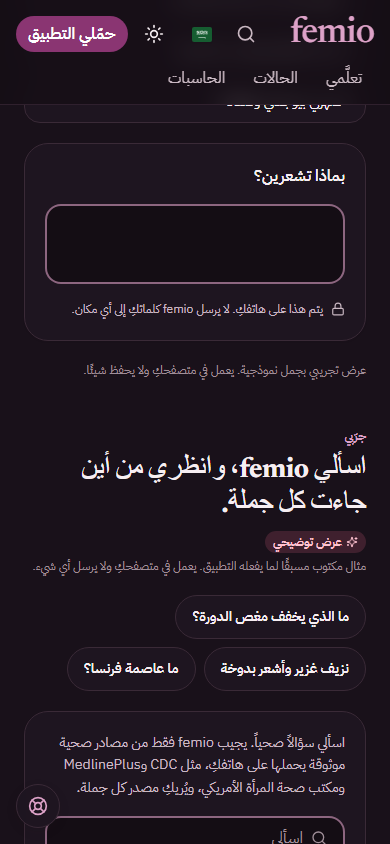 femio
حمّلي التطبيق
تعلَّمي
الحالات
الحاسبات
بماذا تشعرين؟
يتم هذا على هاتفكِ. لا يرسل femio كلماتكِ إلى أي مكان.
عرض تجريبي بجمل نموذجية. يعمل في متصفحكِ ولا يحفظ شيئًا.
جرّبي
اسألي femio، وانظري من أين
جاءت كل جملة.
عرض توضيحي
مثال مكتوب مسبقًا لما يفعله التطبيق. يعمل في متصفحكِ ولا يرسل أي شيء.
ما الذي يخفف مغص الدورة؟
نزيف غزير وأشعر بدوخة
ما عاصمة فرنسا؟
اسألي سؤالاً صحياً. يجيب femio فقط من مصادر صحية
موثوقة يحملها على هاتفكِ، مثل CDC وMedlinePlus
ومكتب صحة المرأة الأمريكي، ويُريكِ مصدر كل جملة.
اسألي